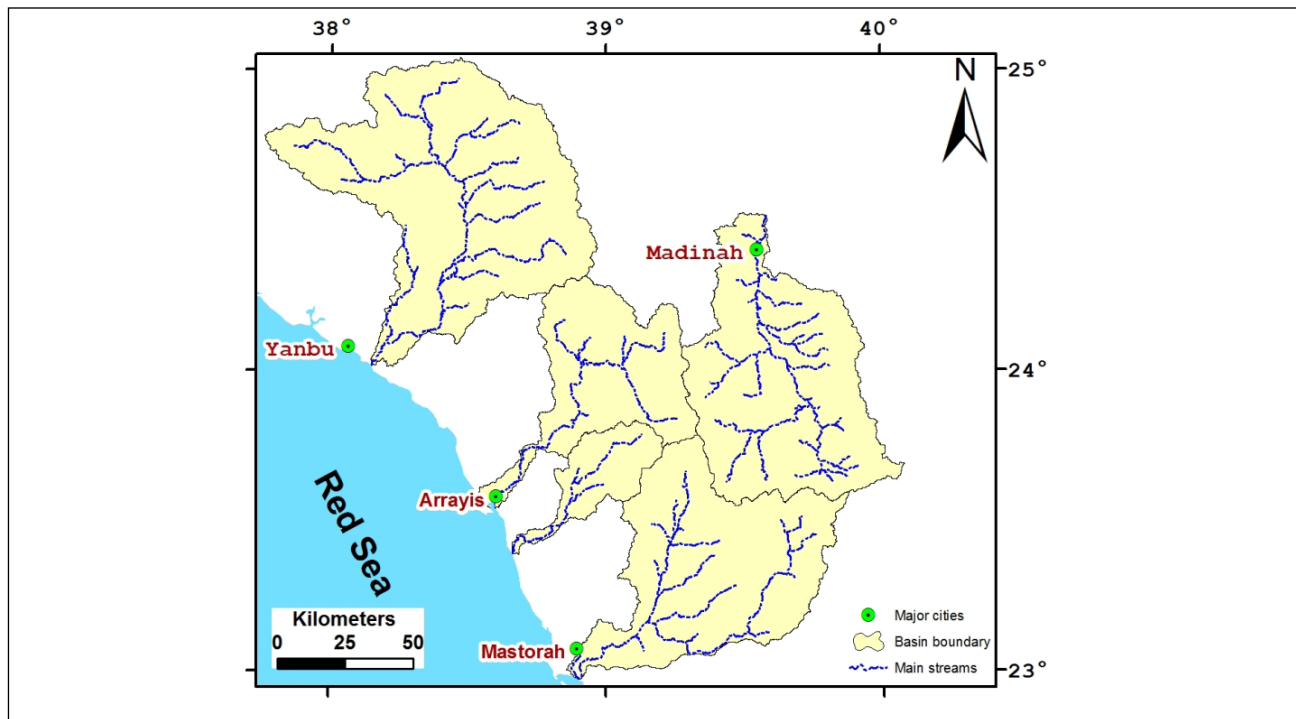 38° 39° 40°
25°
N
Madinah
Yanbu
24°
Arrayis
Red Sea
Kilometers
0 25 50
Major cities
Basin boundary
Mastorah
Main streams
23°